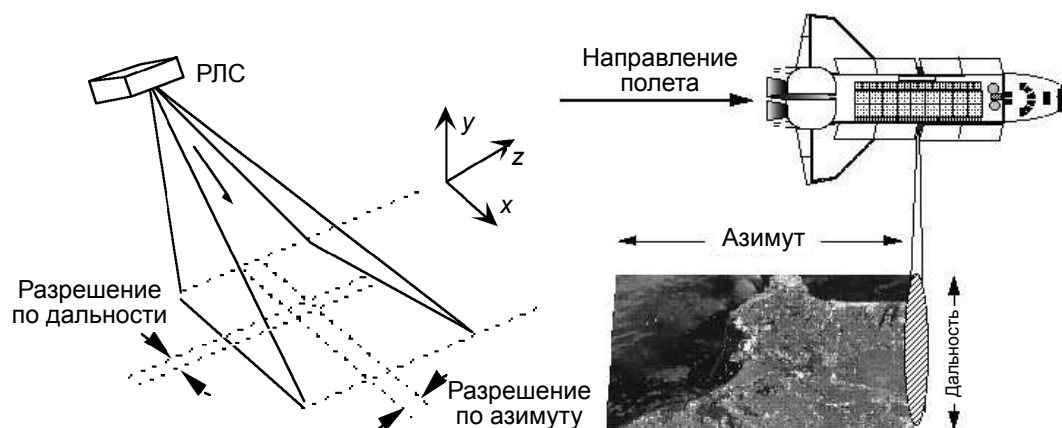 РЛС
y
z
x
Разрешение
по дальности
Разрешение
по азимуту
Направление
полета
Азимут
Дальность